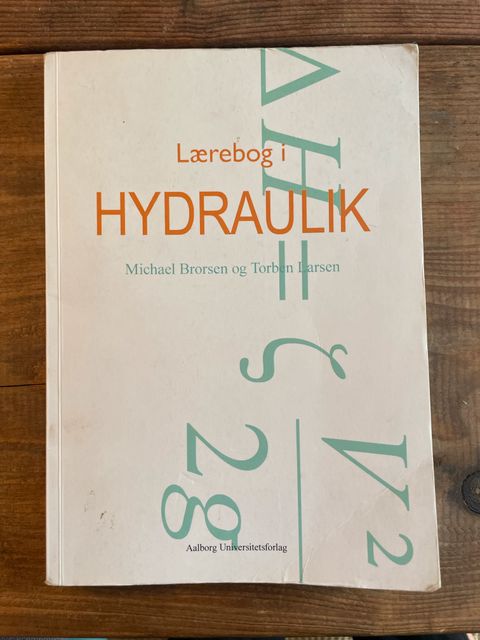 Lærebog i
HYDRAULIK
Michael Brorsen og Torben Larsen
ΔH = ζ V² / 2g
Aalborg Universitetsforlag